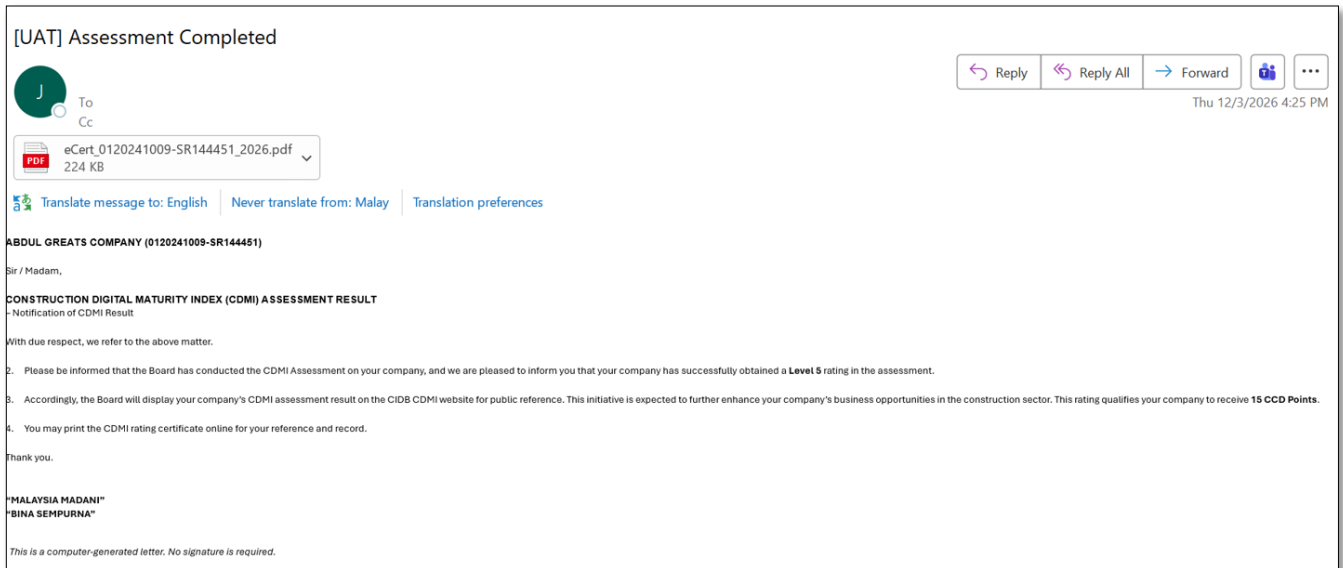 [UAT] Assessment Completed
Reply
Reply All
Forward
J
To
Cc
Thu 12/3/2026 4:25 PM
PDF
eCert_0120241009-SR144451_2026.pdf
224 KB
Translate message to: English
Never translate from: Malay
Translation preferences
ABDUL GREATS COMPANY (0120241009-SR144451)
Sir / Madam,
CONSTRUCTION DIGITAL MATURITY INDEX (CDMI) ASSESSMENT RESULT
– Notification of CDMI Result
With due respect, we refer to the above matter.
2. Please be informed that the Board has conducted the CDMI Assessment on your company, and we are pleased to inform you that your company has successfully obtained a Level 5 rating in the assessment.
3. Accordingly, the Board will display your company's CDMI assessment result on the CIDB CDMI website for public reference. This initiative is expected to further enhance your company's business opportunities in the construction sector. This rating qualifies your company to receive 15 CCD Points.
4. You may print the CDMI rating certificate online for your reference and record.
Thank you.
"MALAYSIA MADANI"
"BINA SEMPURNA"
This is a computer-generated letter. No signature is required.